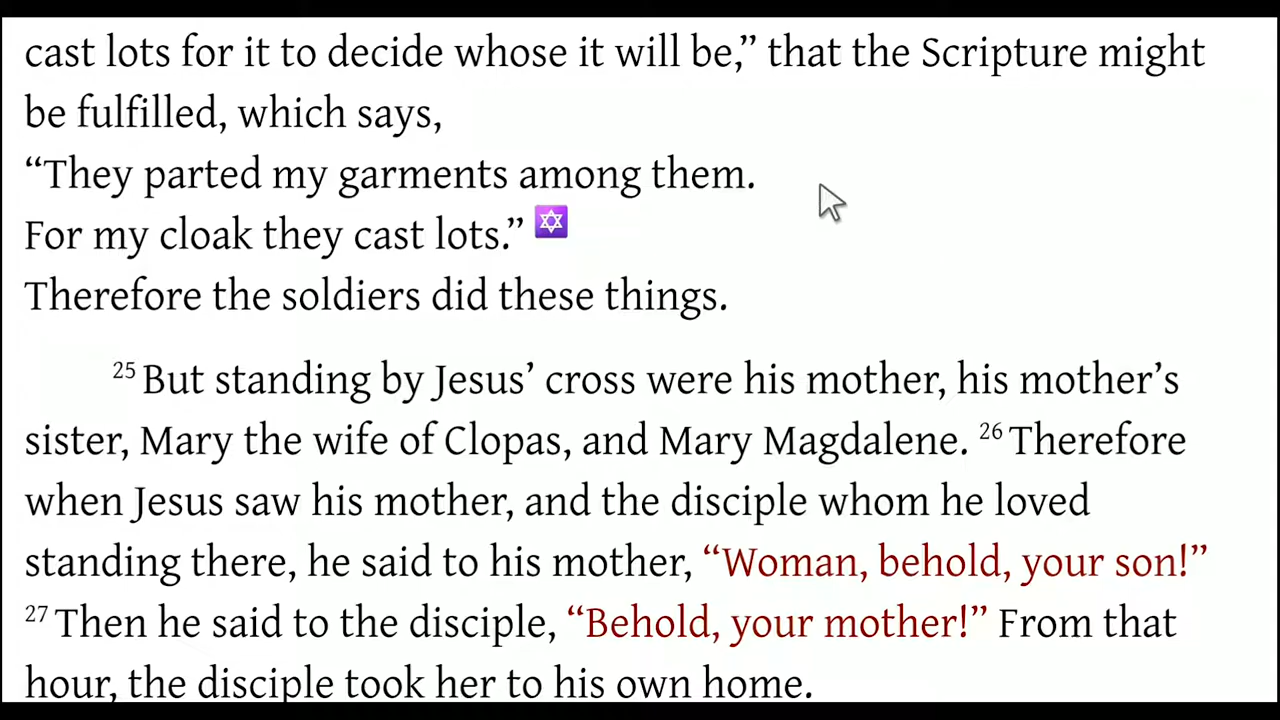 cast lots for it to decide whose it will be,” that the Scripture might
be fulfilled, which says,
“They parted my garments among them.
For my cloak they cast lots.” ✡
Therefore the soldiers did these things.
25 But standing by Jesus’ cross were his mother, his mother’s
sister, Mary the wife of Clopas, and Mary Magdalene. 26 Therefore
when Jesus saw his mother, and the disciple whom he loved
standing there, he said to his mother, “Woman, behold, your son!”
27 Then he said to the disciple, “Behold, your mother!” From that
hour, the disciple took her to his own home.